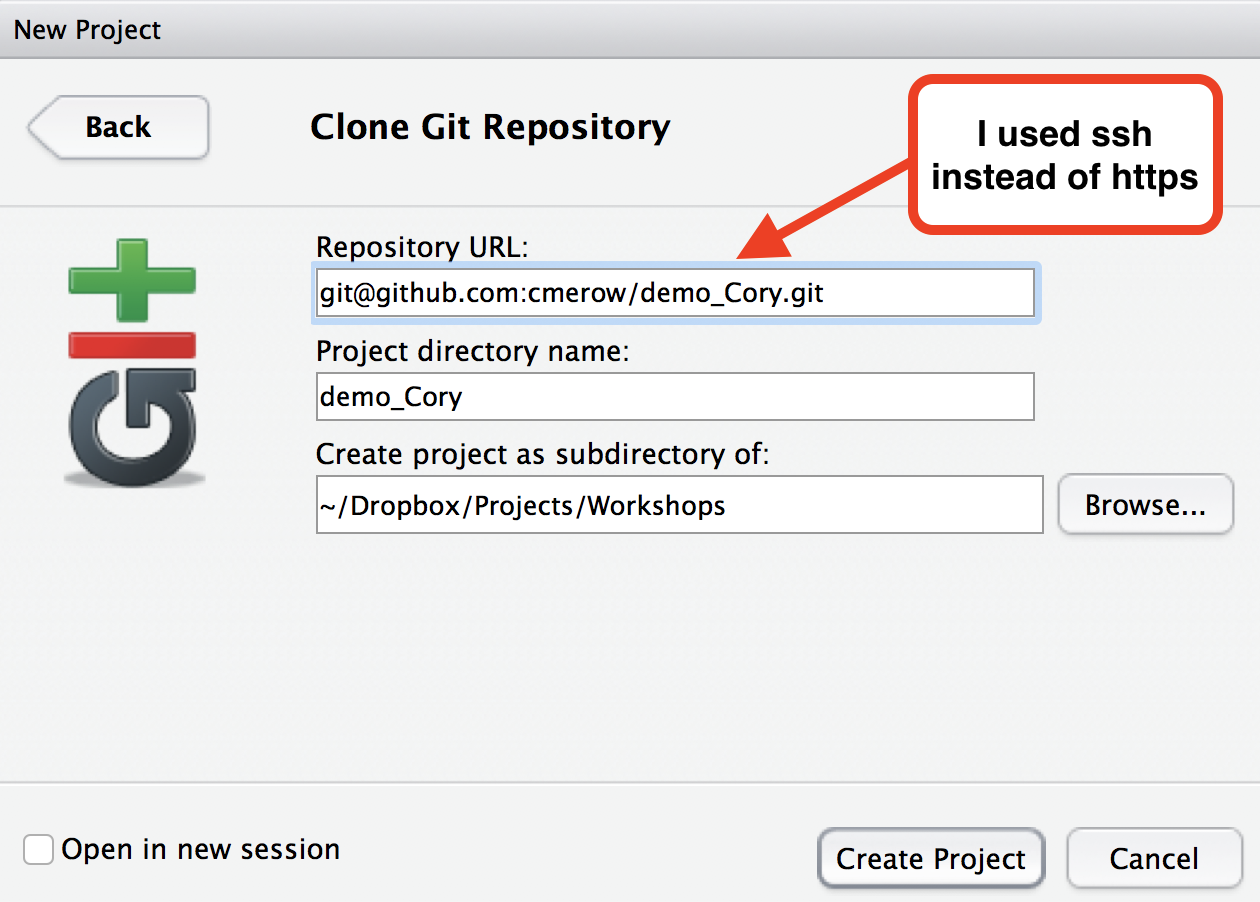 New Project
Back
Clone Git Repository
I used ssh
instead of https
Repository URL:
git@github.com:cmerow/demo_Cory.git
Project directory name:
demo_Cory
Create project as subdirectory of:
~/Dropbox/Projects/Workshops
Browse...
git
Open in new session
Create Project
Cancel